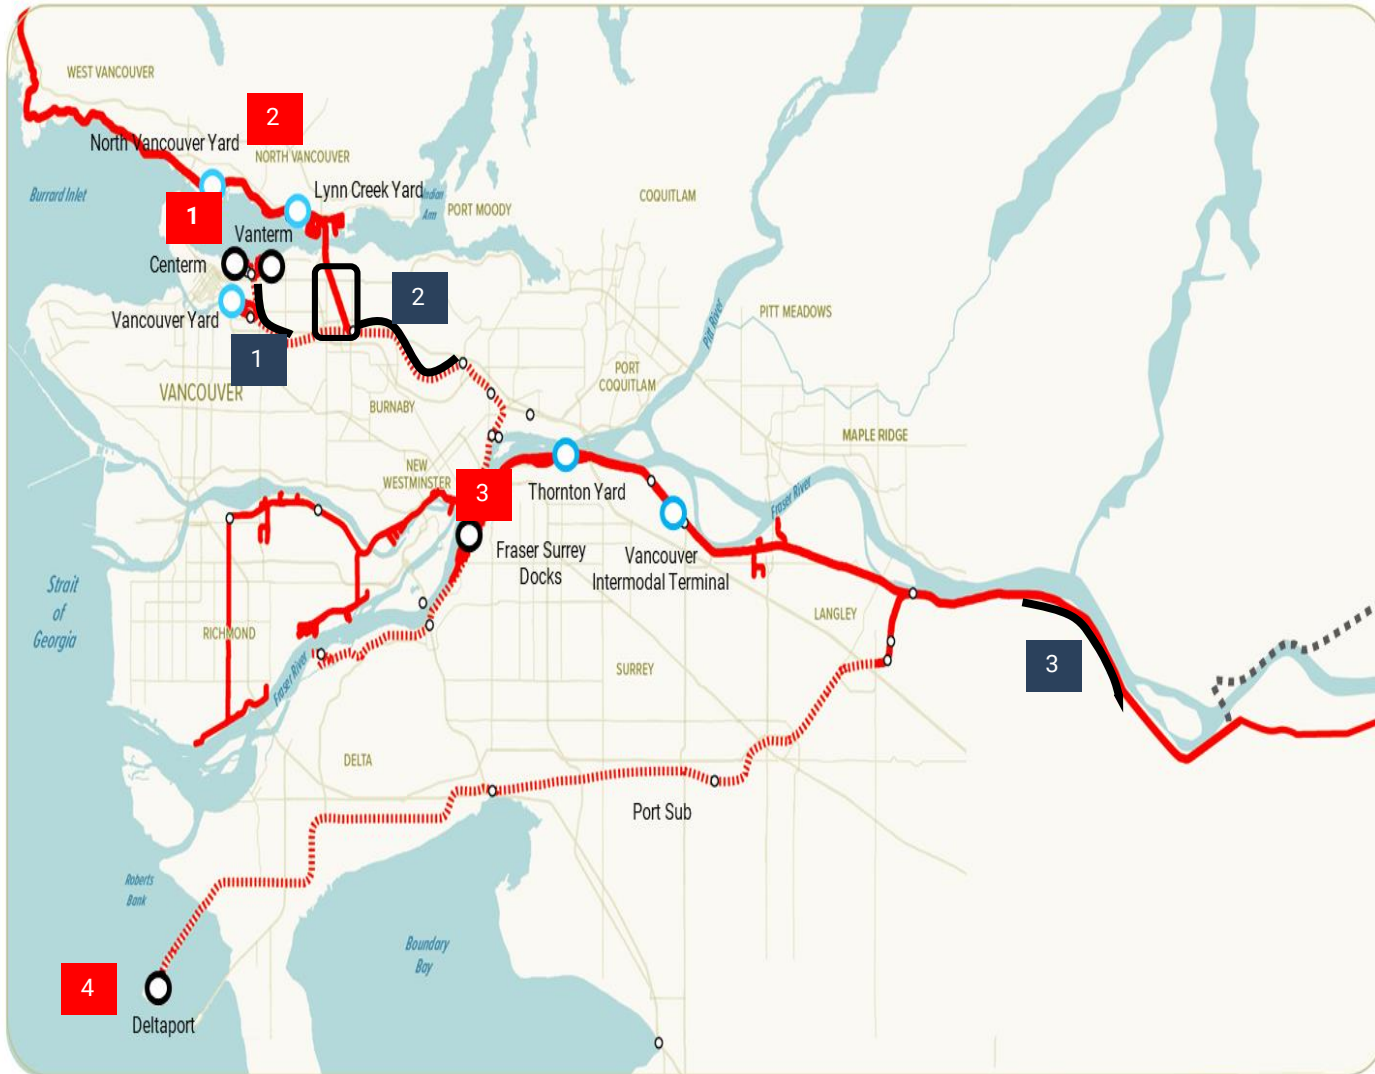 WEST VANCOUVER
2
North Vancouver Yard
NORTH VANCOUVER
Lynn Creek Yard
Indian
Arm
Burrard Inlet
COQUITLAM
PORT MOODY
1
Vanterm
Centerm
2
Vancouver Yard
PITT MEADOWS
Pitt River
1
PORT
COQUITLAM
VANCOUVER
BURNABY
MAPLE RIDGE
NEW
WESTMINSTER
3
Thornton Yard
Fraser River
Fraser Surrey
Docks
Vancouver
Intermodal Terminal
Strait
of
Georgia
LANGLEY
RICHMOND
3
SURREY
Fraser River
DELTA
Port Sub
Roberts
Bank
Boundary
Bay
4
Deltaport